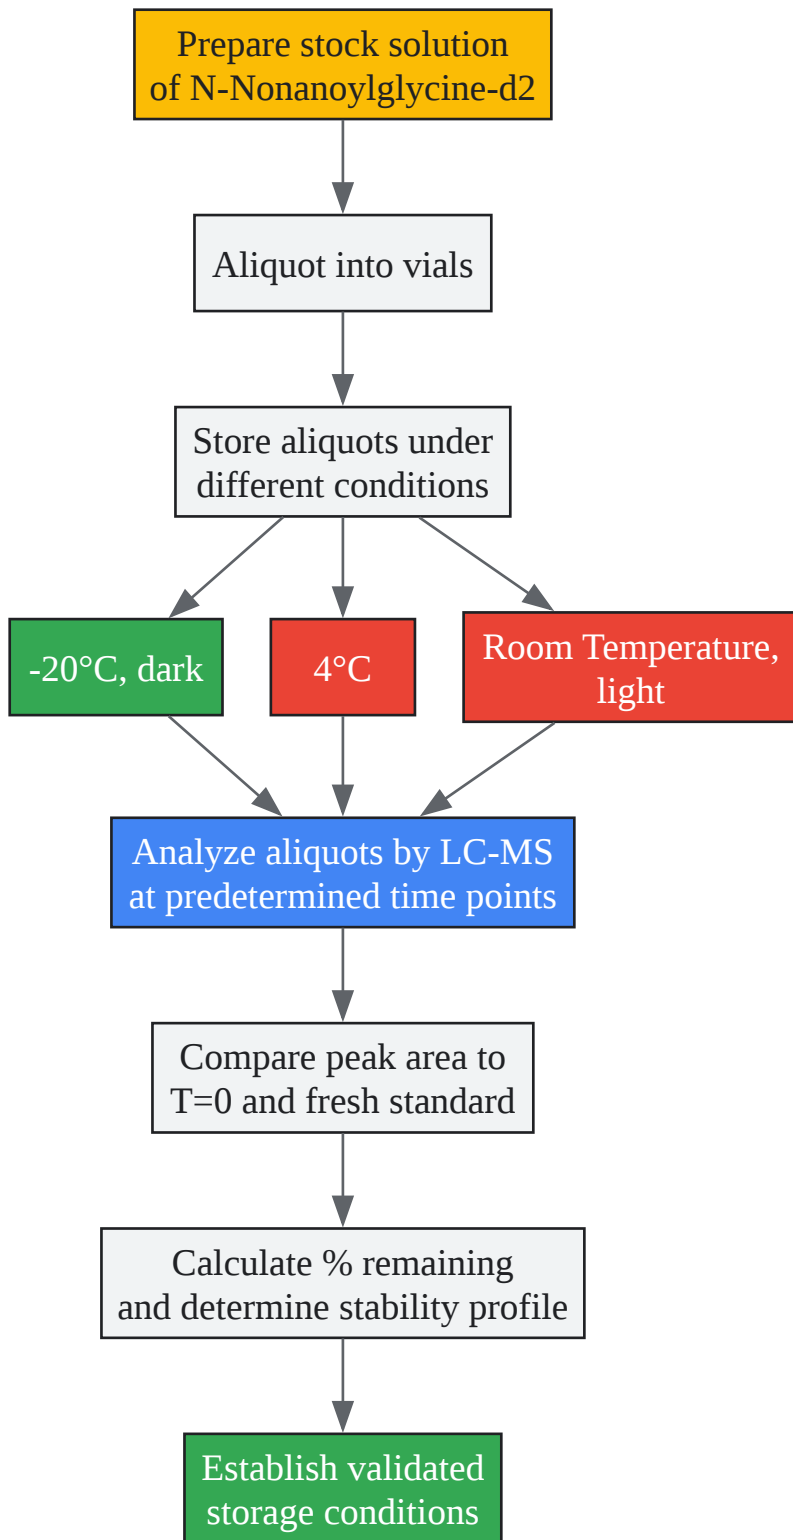 Prepare stock solution
of N-Nonanoylglycine-d2
Aliquot into vials
Store aliquots under
different conditions
-20°C, dark
4°C
Room Temperature,
light
Analyze aliquots by LC-MS
at predetermined time points
Compare peak area to
T=0 and fresh standard
Calculate % remaining
and determine stability profile
Establish validated
storage conditions